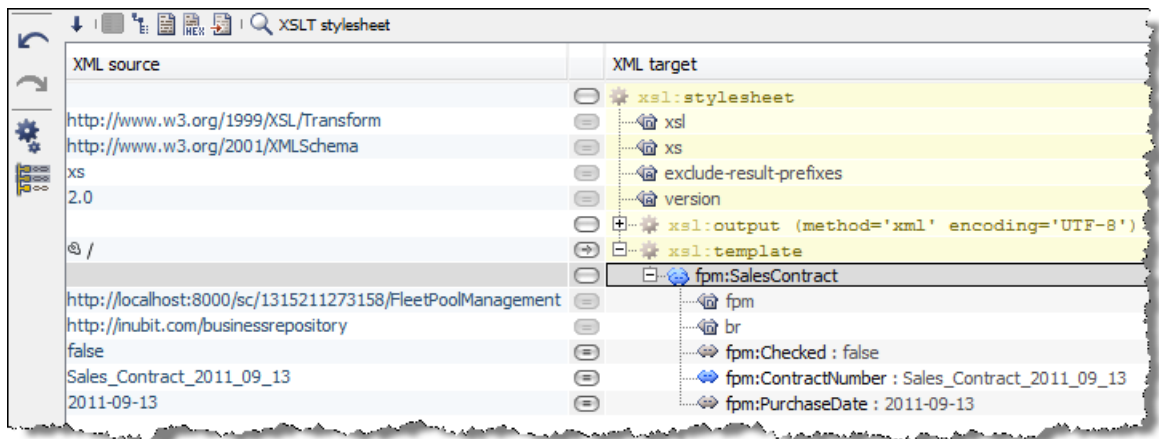 XSLT stylesheet
XML source XML target
xsl:stylesheet
http://www.w3.org/1999/XSL/Transform xsl
http://www.w3.org/2001/XMLSchema xs
xs exclude-result-prefixes
2.0 version
xsl:output (method='xml' encoding='UTF-8')
/ xsl:template
fpm:SalesContract
http://localhost:8000/sc/1315211273158/FleetPoolManagement fpm
http://inubit.com/businessrepository br
false fpm:Checked : false
Sales_Contract_2011_09_13 fpm:ContractNumber : Sales_Contract_2011_09_13
2011-09-13 fpm:PurchaseDate : 2011-09-13